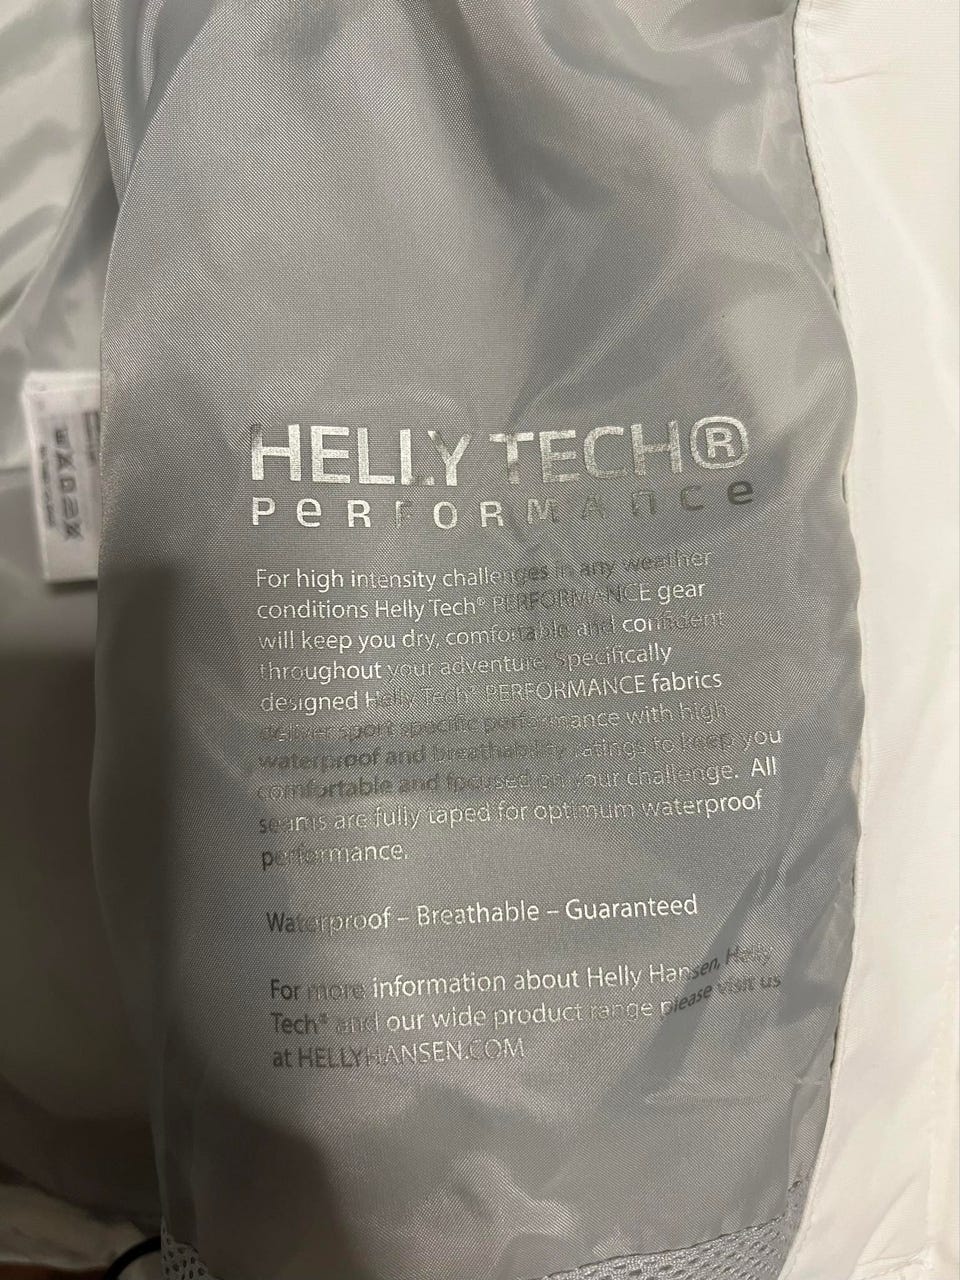 HELLY TECH®
PeRFORMAnce
For high intensity challenges in any weather
conditions Helly Tech® PERFORMANCE gear
will keep you dry, comfortable and confident
throughout your adventure. Specifically
designed Helly Tech® PERFORMANCE fabrics
deliver sport specific performance with high
waterproof and breathability ratings to keep you
comfortable and focused on your challenge. All
seams are fully taped for optimum waterproof
performance.
Waterproof – Breathable – Guaranteed
For more information about Helly Hansen, Helly
Tech® and our wide product range please visit us
at HELLYHANSEN.COM